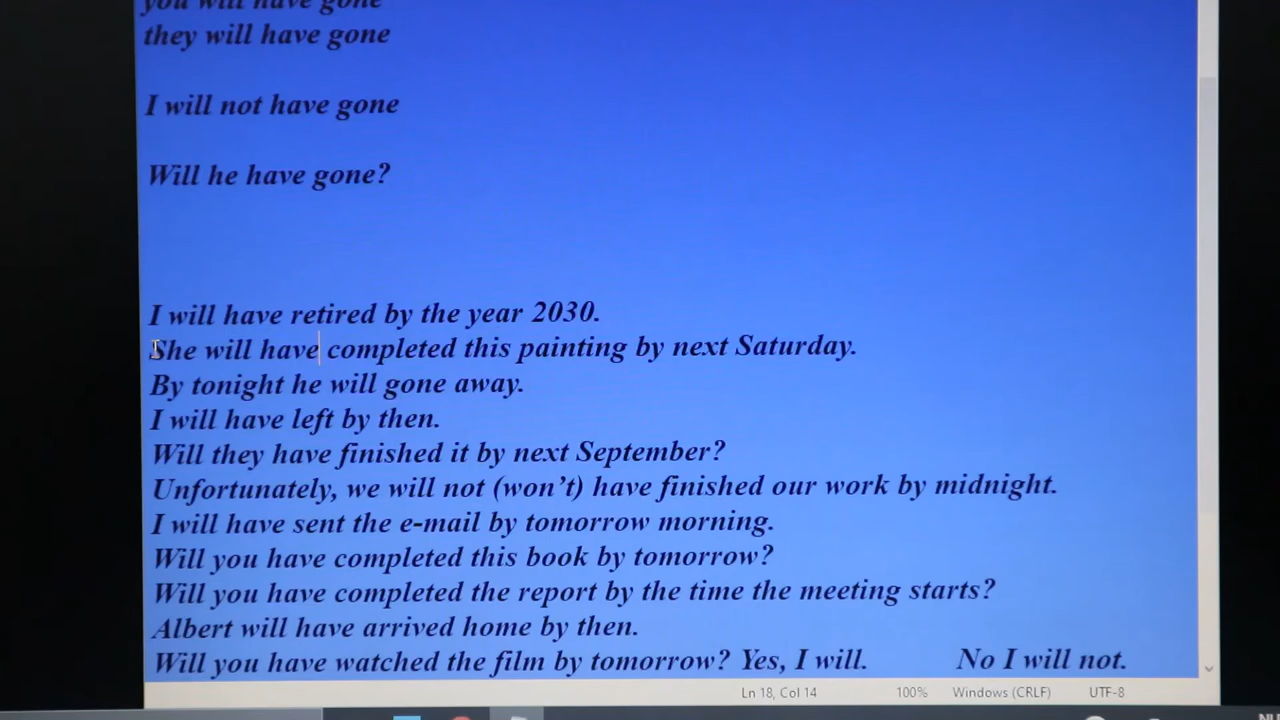 you will have gone
they will have gone
I will not have gone
Will he have gone?
I will have retired by the year 2030.
She will have completed this painting by next Saturday.
By tonight he will gone away.
I will have left by then.
Will they have finished it by next September?
Unfortunately, we will not (won’t) have finished our work by midnight.
I will have sent the e-mail by tomorrow morning.
Will you have completed this book by tomorrow?
Will you have completed the report by the time the meeting starts?
Albert will have arrived home by then.
Will you have watched the film by tomorrow? Yes, I will. No I will not.
Ln 18, Col 14 100% Windows (CRLF) UTF-8